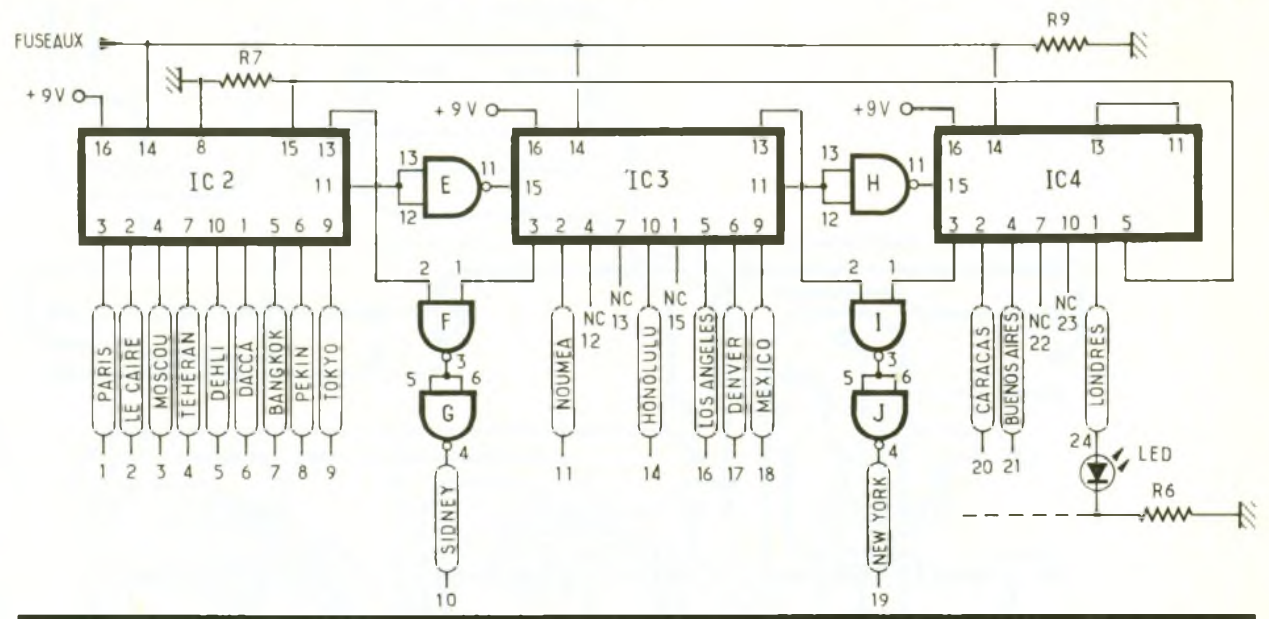 FUSEAUX
R7
R9
+9V
+9V
+9V
16 14 8 15 13
11
IC2
3 2 4 7 10 1 5 6 9
13
12
E
11
16 14 13
15
11
IC3
3 2 4 7 10 1 5 6 9
13
12
H
11
16 14 13 11
15
IC4
3 2 4 7 10 1 5
2 1
F
3
5 6
G
4
2 1
I
3
5 6
J
4
PARIS
LE CAIRE
MOSCOU
TEHERAN
DEHLI
DACCA
BANGKOK
PEKIN
TOKYO
1 2 3 4 5 6 7 8 9
SIDNEY
10
NOUMEA
NC
12
NC
13
HONOLULU
NC
15
LOS ANGELES
DENVER
MEXICO
11 14 16 17 18
NEW YORK
19
CARACAS
BUENOS AIRES
NC
22
NC
23
LONDRES
20 21
24
LED
R6